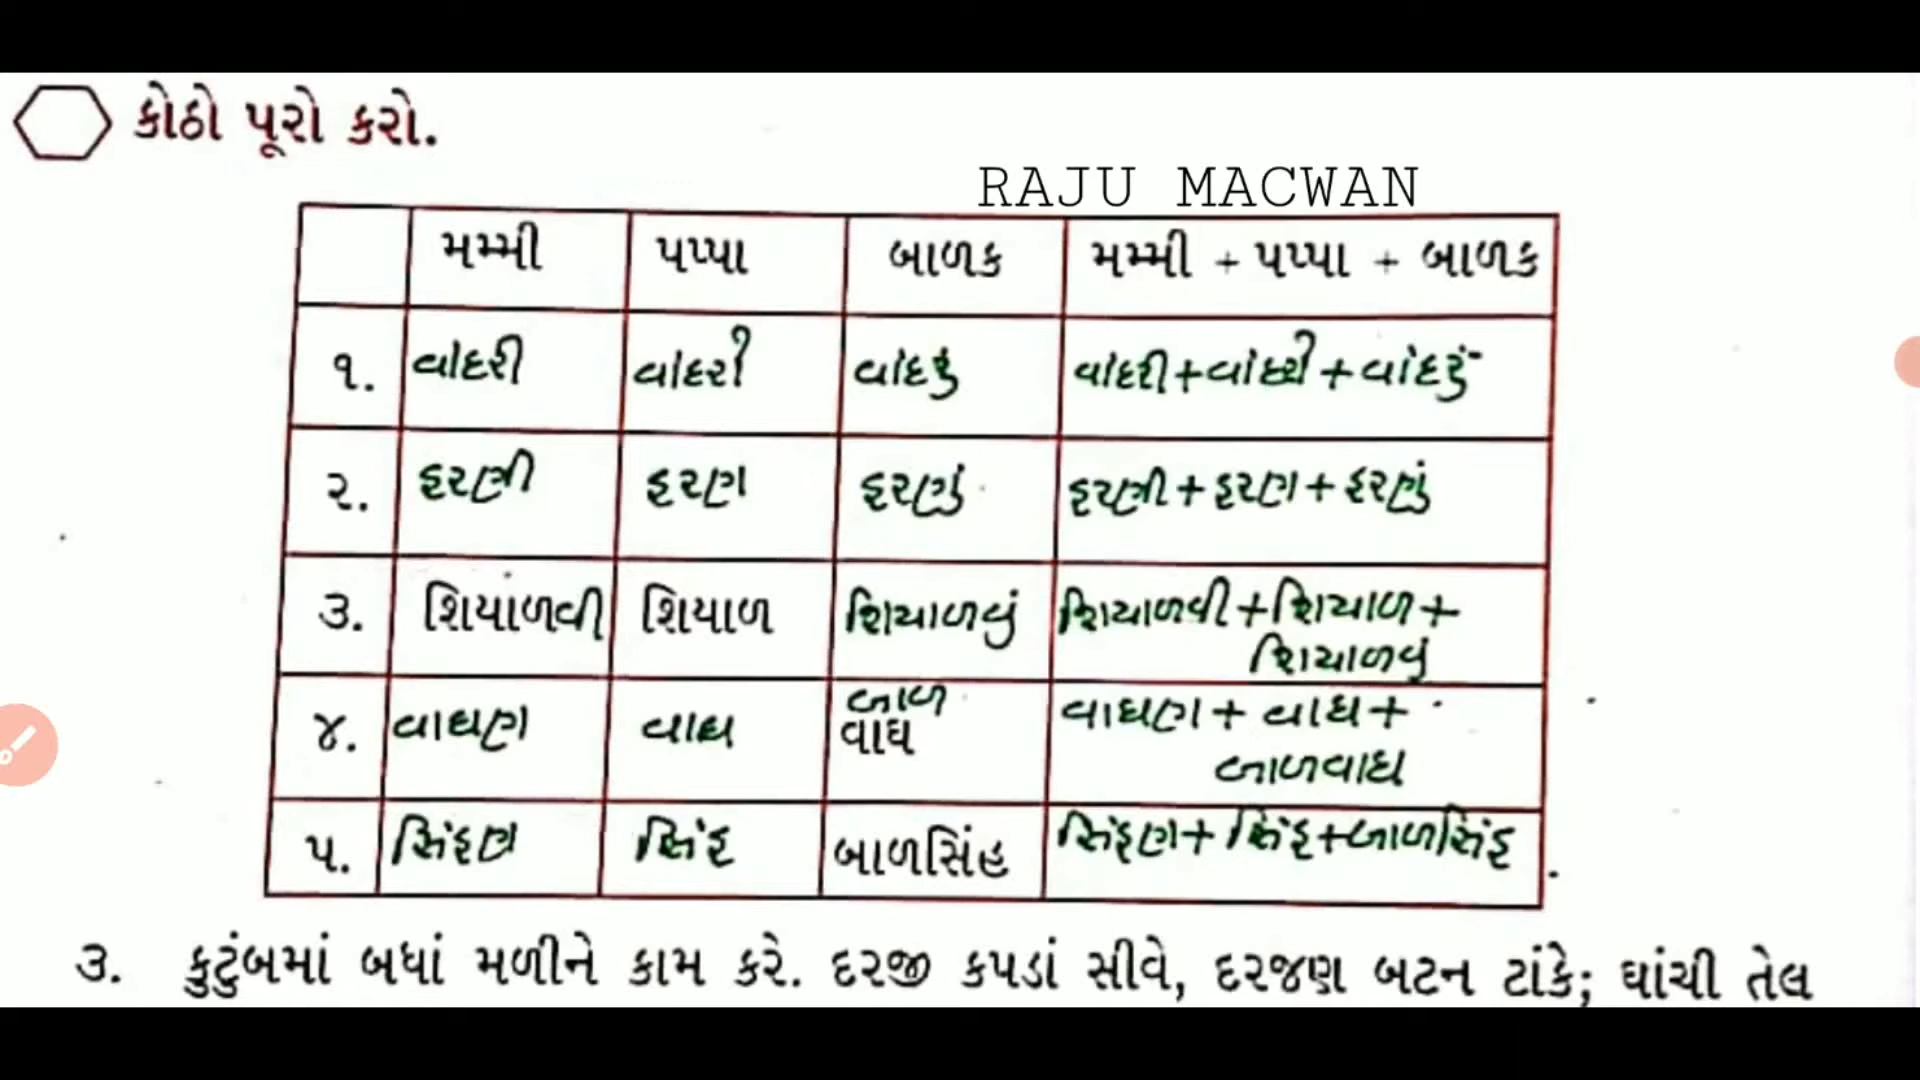 કોઠો પૂરો કરો.
RAJU MACWAN
મમ્મી પપ્પા બાળક મમ્મી + પપ્પા + બાળક
૧. વાંદરી વાંદરો વાંદરું વાંદરી + વાંદરો + વાંદરું
૨. હરણી હરણ હરણું હરણી + હરણ + હરણું
૩. શિયાળવી શિયાળ શિયાળવું શિયાળવી + શિયાળ +
શિયાળવું
૪. વાઘણ વાઘ બાળ વાઘ વાઘણ + વાઘ +
બાળવાઘ
૫. સિંહણ સિંહ બાળસિંહ સિંહણ + સિંહ + બાળસિંહ
૩. કુટુંબમાં બધાં મળીને કામ કરે. દરજી કપડાં સીવે, દરજણ બટન ટાંકે; ઘાંચી તેલ